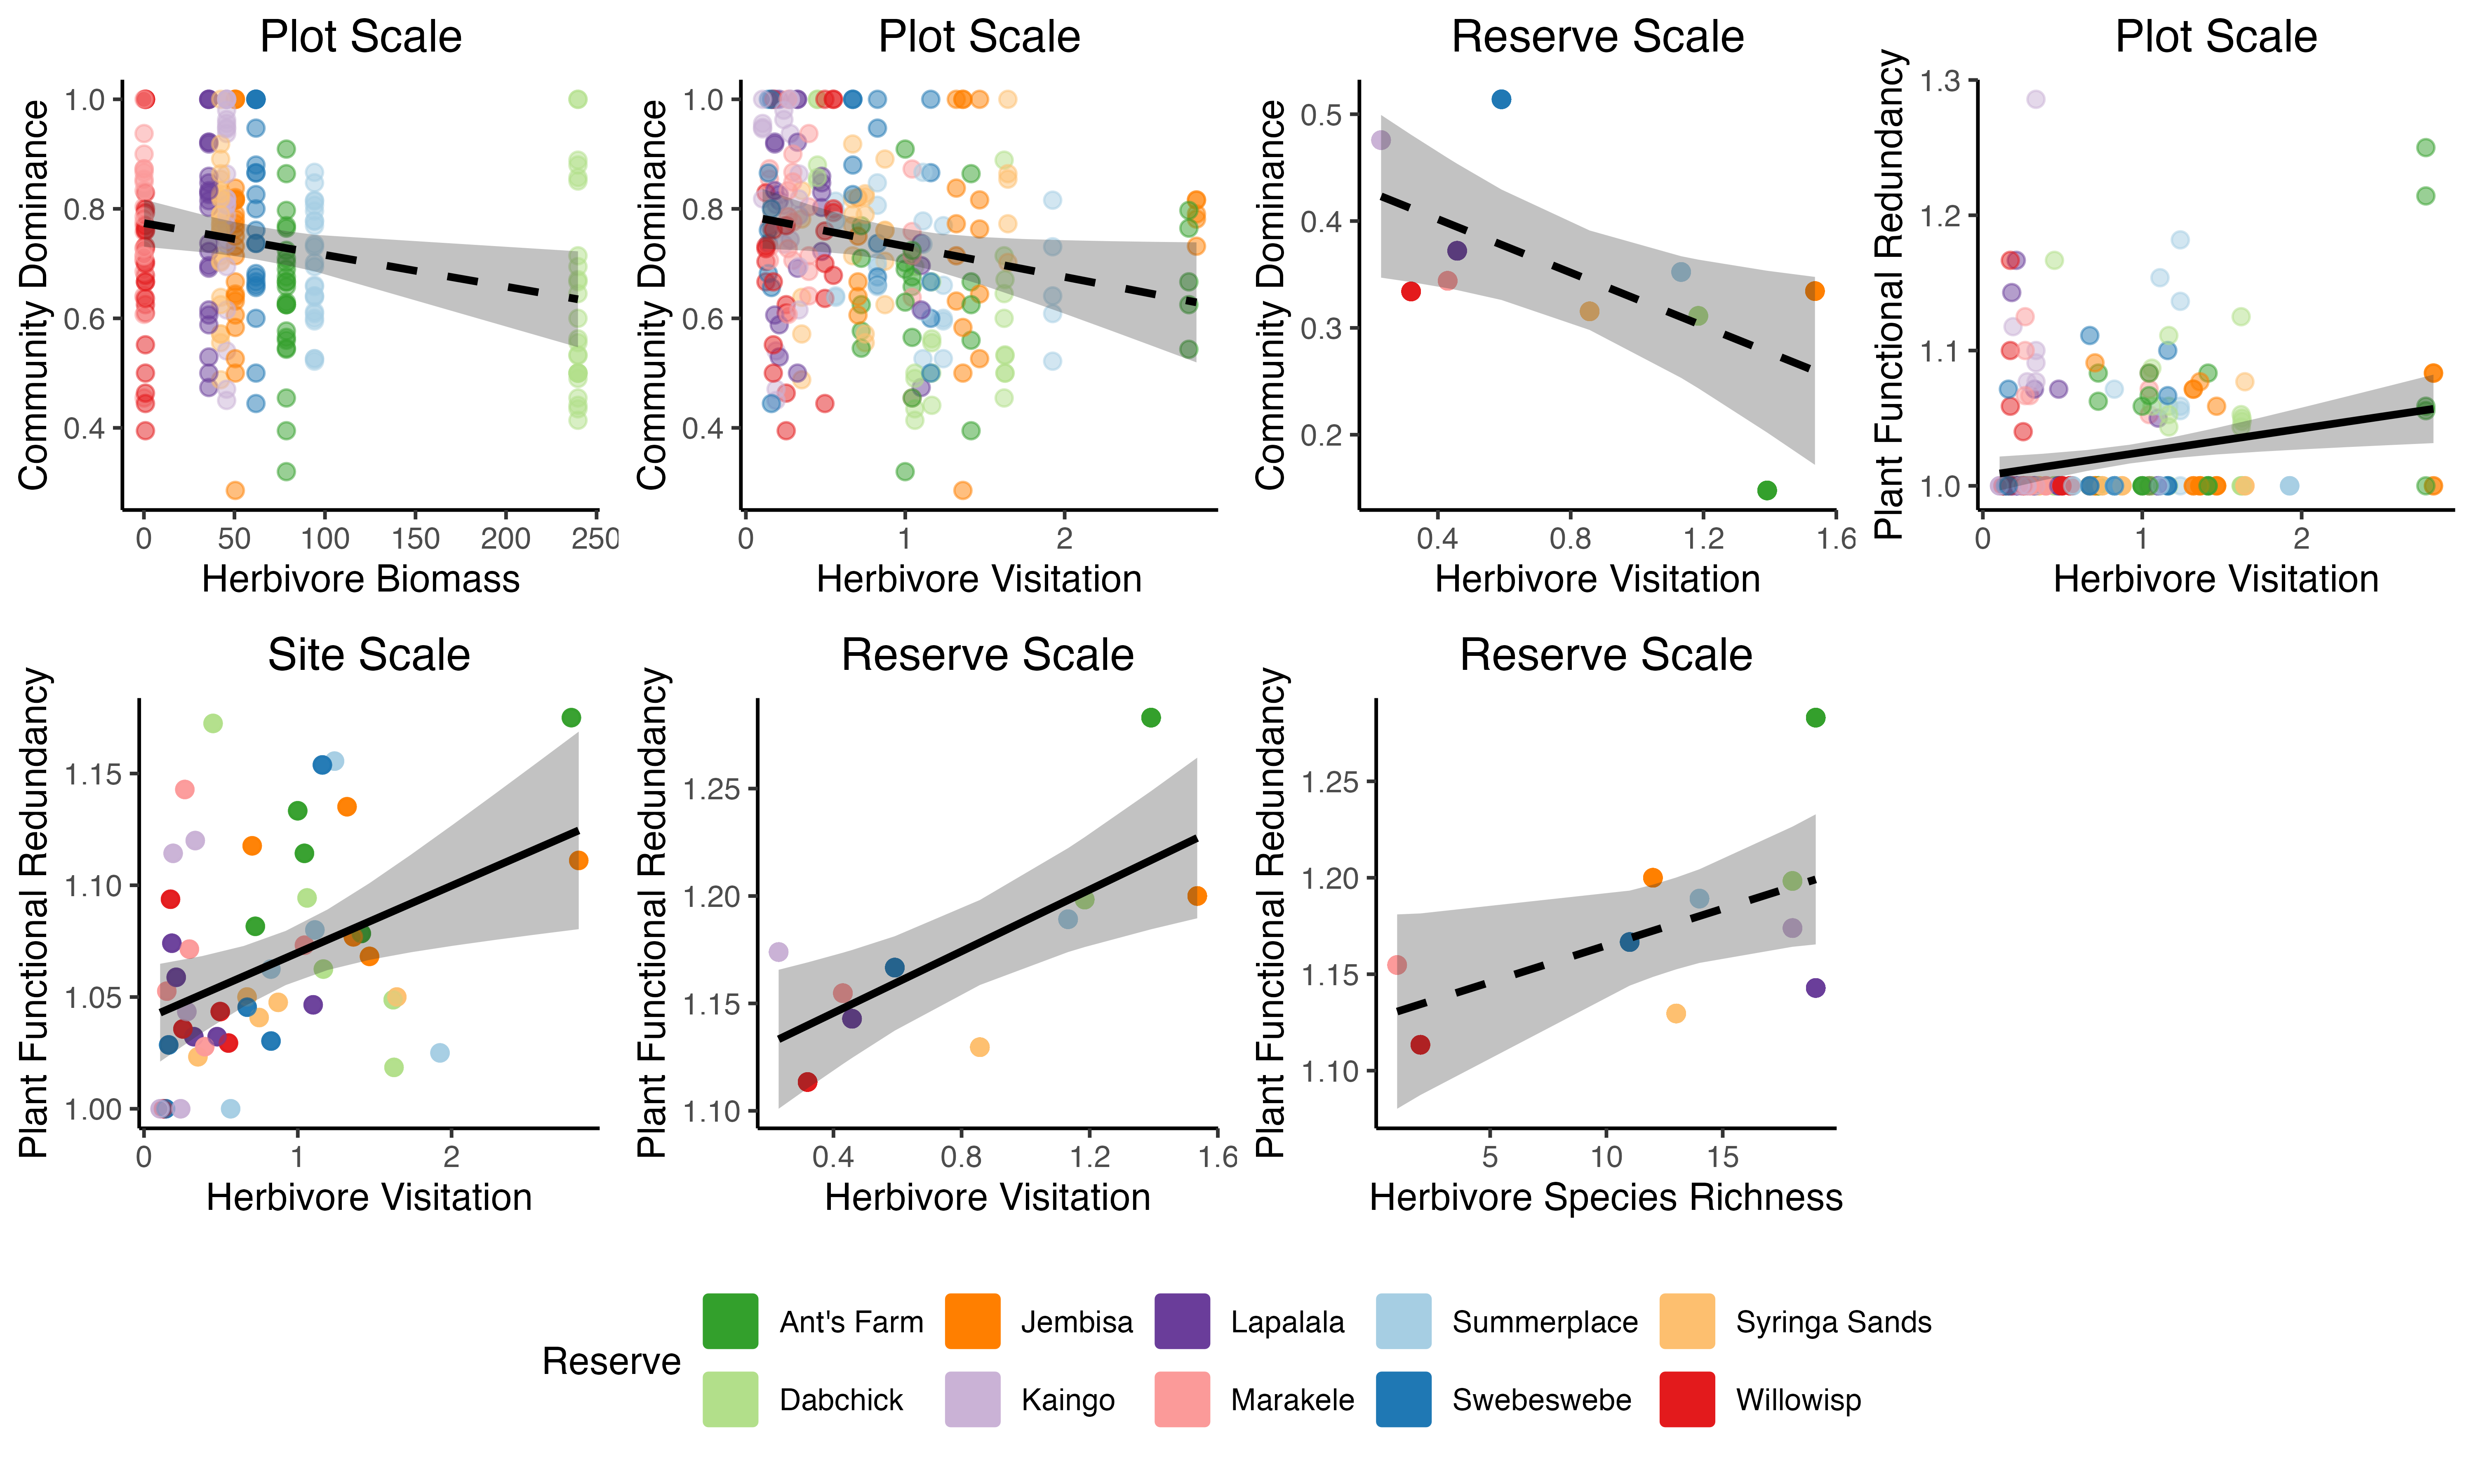 Plot Scale
Community Dominance
1.0
0.8
0.6
0.4
0 50 100 150 200 250
Herbivore Biomass
Plot Scale
Community Dominance
1.0
0.8
0.6
0.4
0 1 2
Herbivore Visitation
Reserve Scale
Community Dominance
0.5
0.4
0.3
0.2
0.4 0.8 1.2 1.6
Herbivore Visitation
Plot Scale
Plant Functional Redundancy
1.3
1.2
1.1
1.0
0 1 2
Herbivore Visitation
Site Scale
Plant Functional Redundancy
1.15
1.10
1.05
1.00
0 1 2
Herbivore Visitation
Reserve Scale
Plant Functional Redundancy
1.25
1.20
1.15
1.10
0.4 0.8 1.2 1.6
Herbivore Visitation
Reserve Scale
Plant Functional Redundancy
1.25
1.20
1.15
1.10
5 10 15
Herbivore Species Richness
Reserve
Ant's Farm Jembisa Lapalala Summerplace Syringa Sands
Dabchick Kaingo Marakele Swebeswebe Willowisp